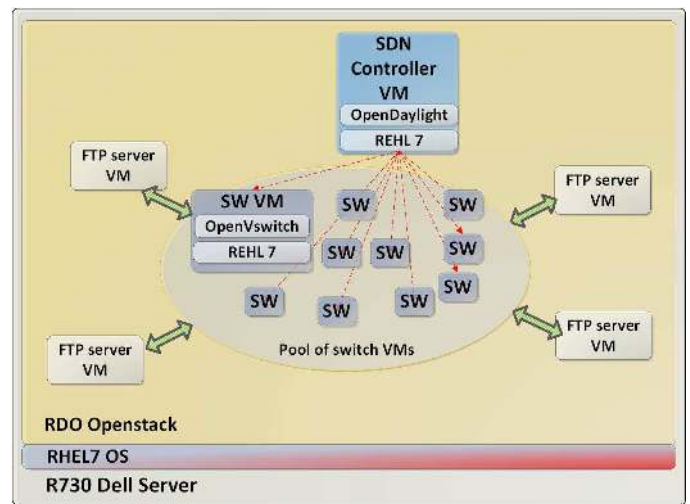 SDN
Controller
VM
OpenDaylight
REHL 7
FTP server
VM
FTP server
VM
SW VM
OpenVswitch
REHL 7
SW
SW
SW
SW
SW
SW
SW
SW
SW
FTP server
VM
FTP server
VM
Pool of switch VMs
RDO Openstack
RHEL7 OS
R730 Dell Server